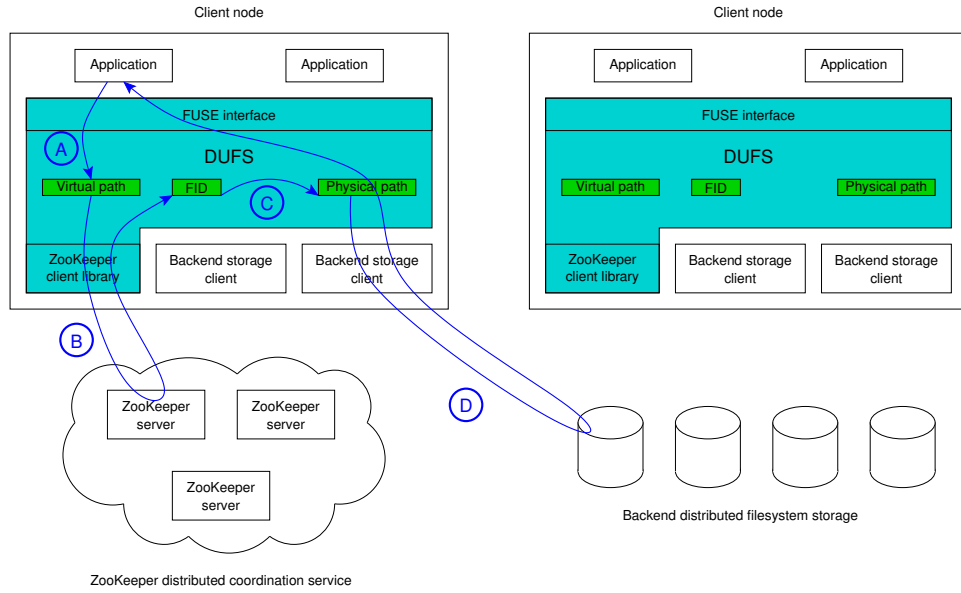 Client node
Client node
Application
Application
Application
Application
FUSE interface
FUSE interface
DUFS
DUFS
A
Virtual path
FID
C
Physical path
Virtual path
FID
Physical path
ZooKeeper
client library
Backend storage
client
Backend storage
client
ZooKeeper
client library
Backend storage
client
Backend storage
client
B
D
ZooKeeper
server
ZooKeeper
server
ZooKeeper
server
Backend distributed filesystem storage
ZooKeeper distributed coordination service